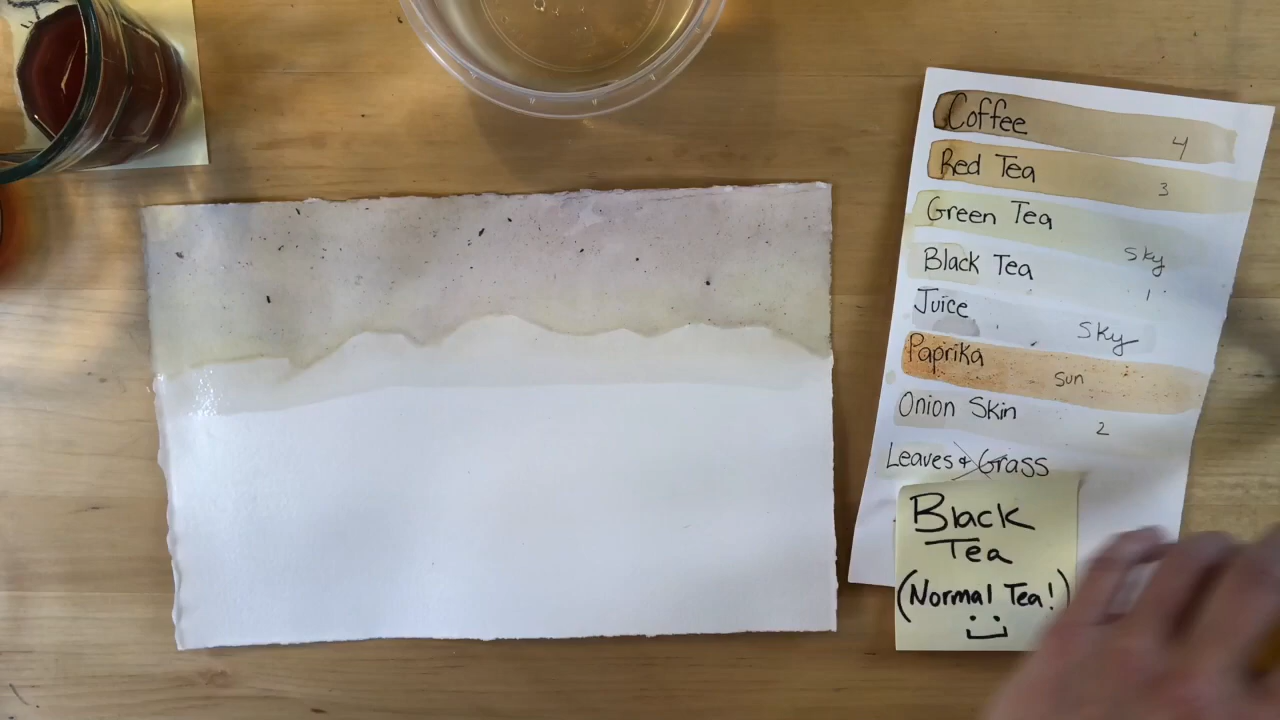 Coffee 4
Red Tea 3
Green Tea Sky
Black Tea 1
Juice Sky
Paprika Sun
Onion Skin 2
Leaves & Grass
Black
Tea
(Normal Tea!)